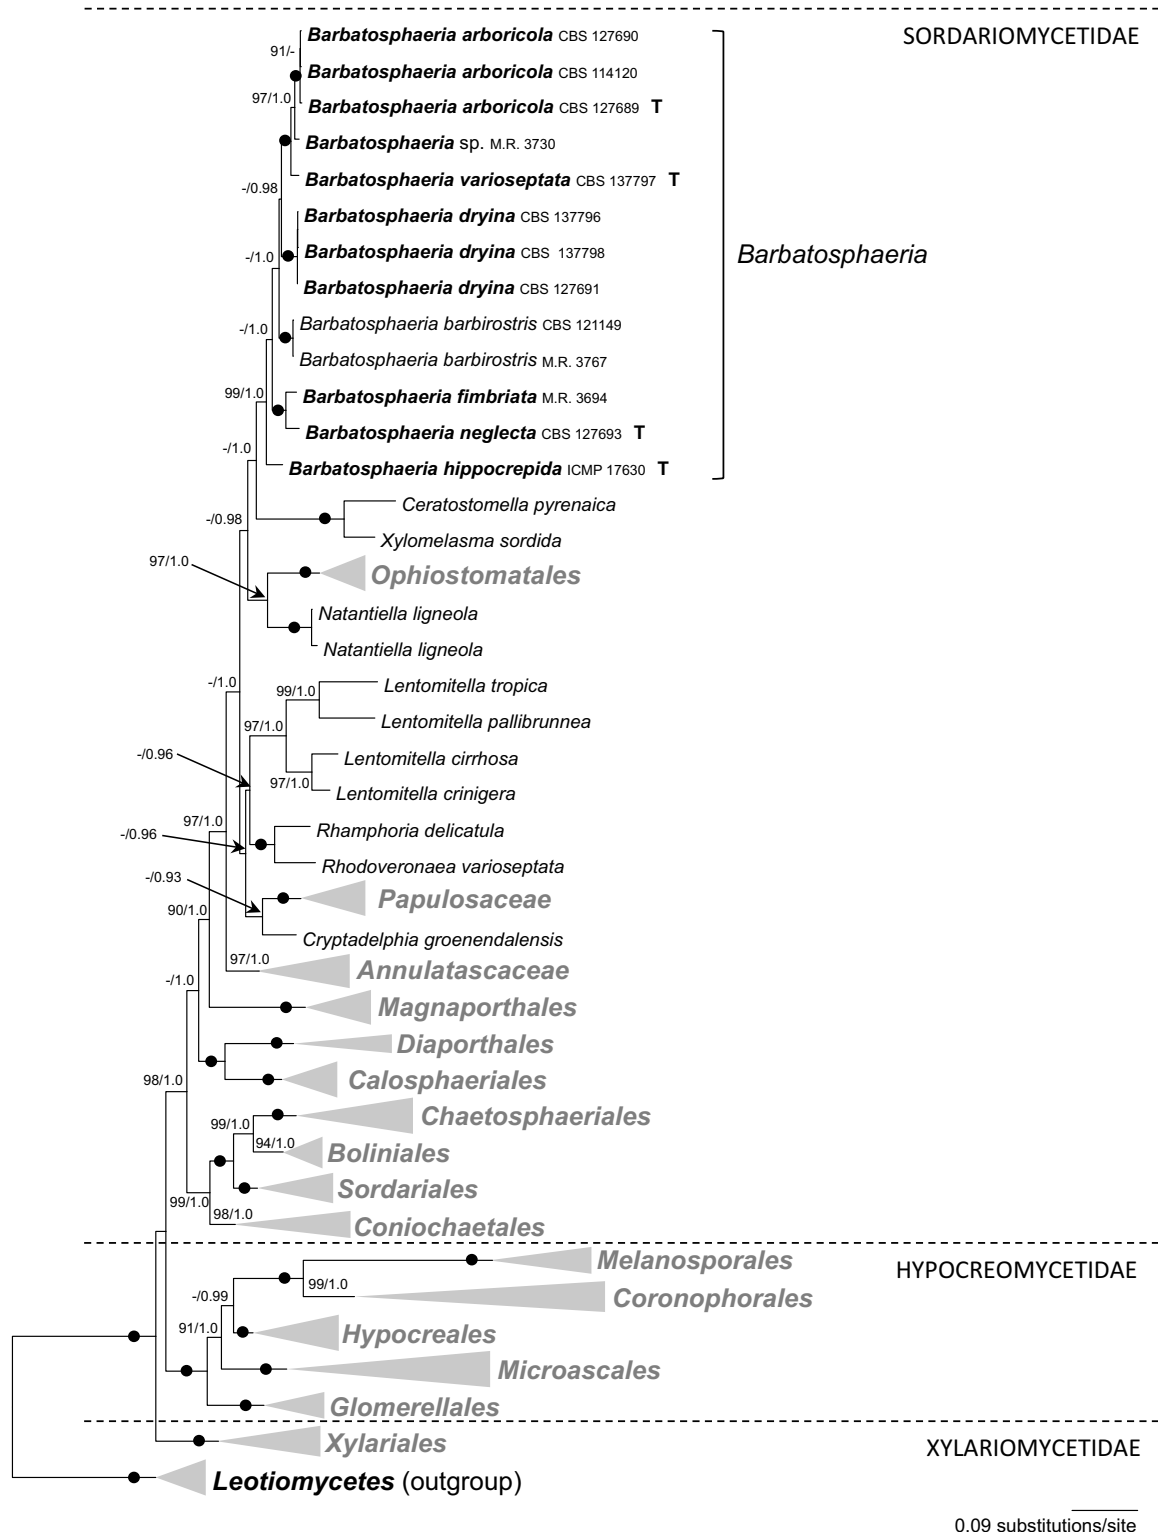 SORDARIOMYCETIDAE
Barbatosphaeria arboricola CBS 127690
91/-
Barbatosphaeria arboricola CBS 114120
97/1.0
Barbatosphaeria arboricola CBS 127689 T
Barbatosphaeria sp. M.R. 3730
Barbatosphaeria varioseptata CBS 137797 T
-/0.98
Barbatosphaeria dryina CBS 137796
Barbatosphaeria dryina CBS 137798
Barbatosphaeria
-/1.0
Barbatosphaeria dryina CBS 127691
Barbatosphaeria barbirostris CBS 121149
-/1.0
Barbatosphaeria barbirostris M.R. 3767
99/1.0
Barbatosphaeria fimbriata M.R. 3694
Barbatosphaeria neglecta CBS 127693 T
-/1.0
Barbatosphaeria hippocrepida ICMP 17630 T
Ceratostomella pyrenaica
-/0.98
Xylomelasma sordida
97/1.0
Ophiostomatales
Natantiella ligneola
Natantiella ligneola
-/1.0
99/1.0
Lentomitella tropica
97/1.0
Lentomitella pallibrunnea
-/0.96
Lentomitella cirrhosa
97/1.0
Lentomitella crinigera
97/1.0
Rhamphoria delicatula
-/0.96
Rhodoveronaea varioseptata
-/0.93
Papulosaceae
90/1.0
Cryptadelphia groenendalensis
97/1.0
Annulatascaceae
-/1.0
Magnaporthales
Diaporthales
98/1.0
Calosphaeriales
Chaetosphaeriales
99/1.0
94/1.0
Boliniales
Sordariales
99/1.0
98/1.0
Coniochaetales
Melanosporales
HYPOCREOMYCETIDAE
99/1.0
Coronophorales
-/0.99
91/1.0
Hypocreales
Microascales
Glomerellales
Xylariales
XYLARIOMYCETIDAE
Leotiomycetes (outgroup)
0.09 substitutions/site